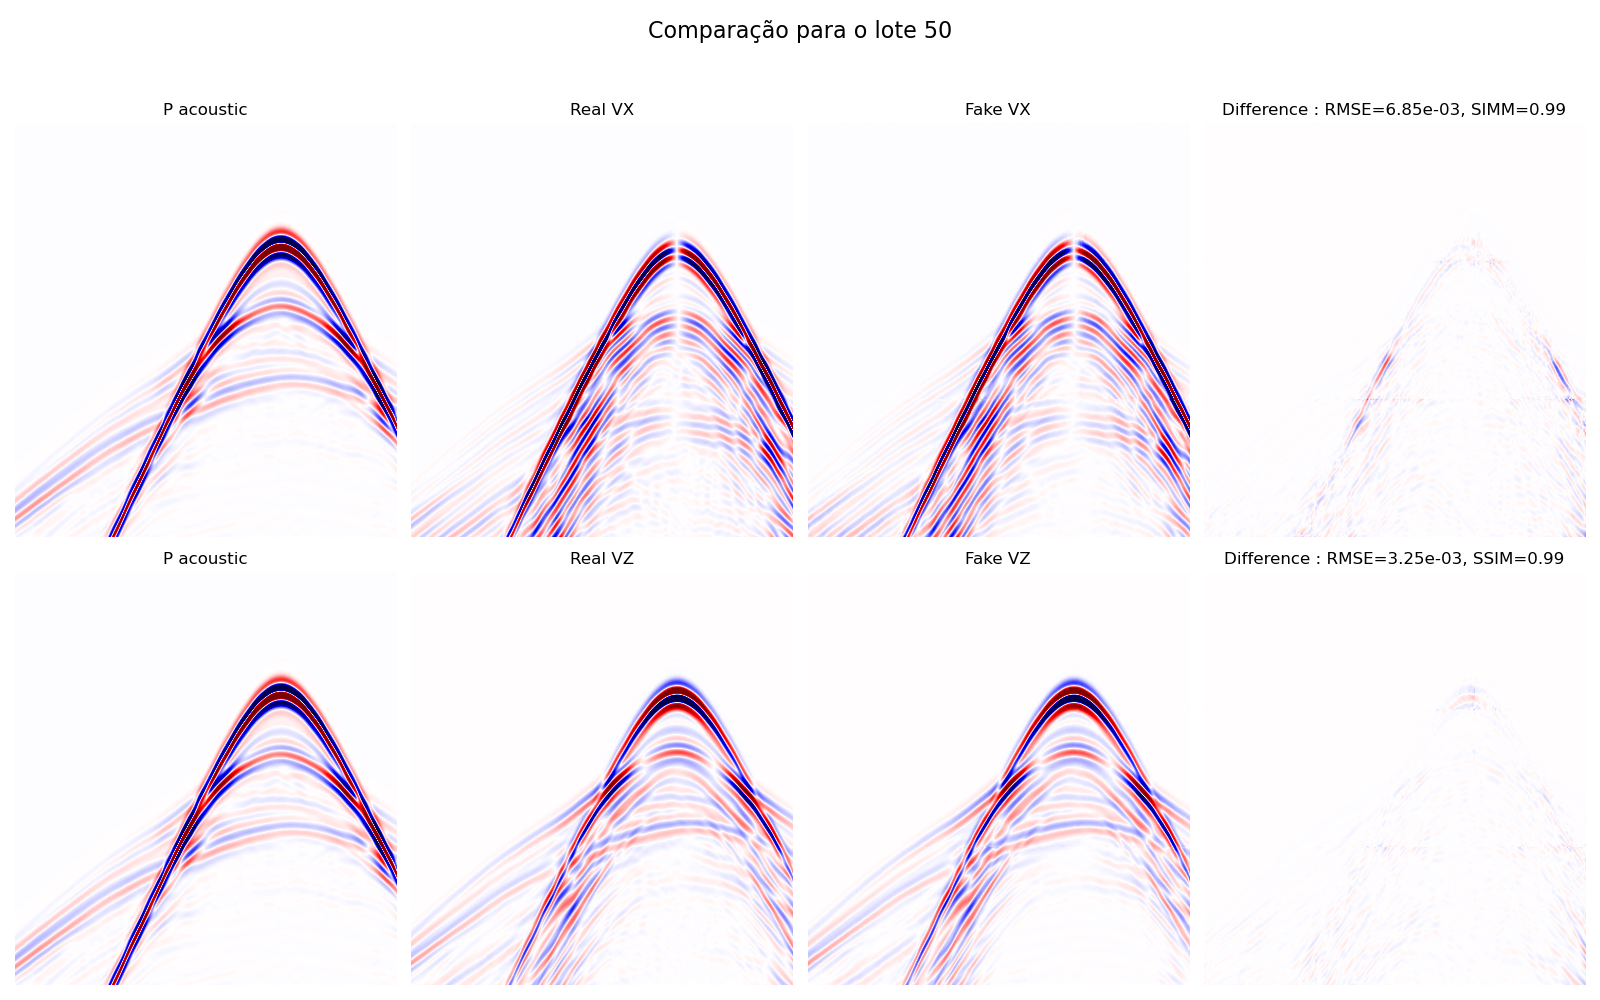 Comparação para o lote 50
P acoustic
Real VX
Fake VX
Difference : RMSE=6.85e-03, SIMM=0.99
P acoustic
Real VZ
Fake VZ
Difference : RMSE=3.25e-03, SSIM=0.99